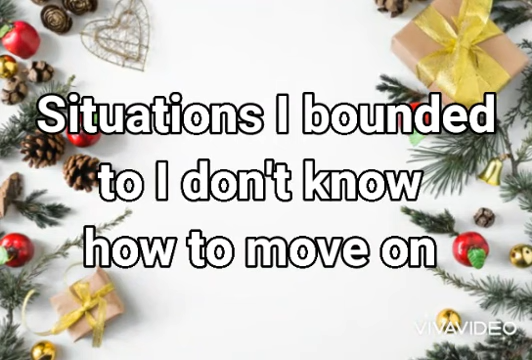 Situations I bounded
to I don't know
how to move on
VIVAVIDEO